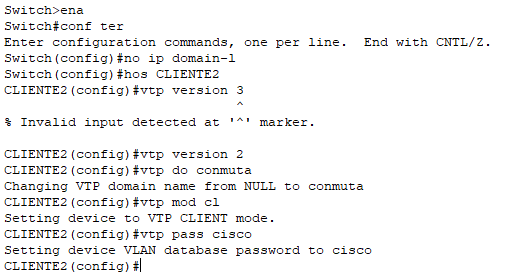 Switch>ena
Switch#conf ter
Enter configuration commands, one per line.  End with CNTL/Z.
Switch(config)#no ip domain-l
Switch(config)#hos CLIENTE2
CLIENTE2(config)#vtp version 3
^
% Invalid input detected at '^' marker.
CLIENTE2(config)#vtp version 2
CLIENTE2(config)#vtp do conmuta
Changing VTP domain name from NULL to conmuta
CLIENTE2(config)#vtp mod cl
Setting device to VTP CLIENT mode.
CLIENTE2(config)#vtp pass cisco
Setting device VLAN database password to cisco
CLIENTE2(config)#